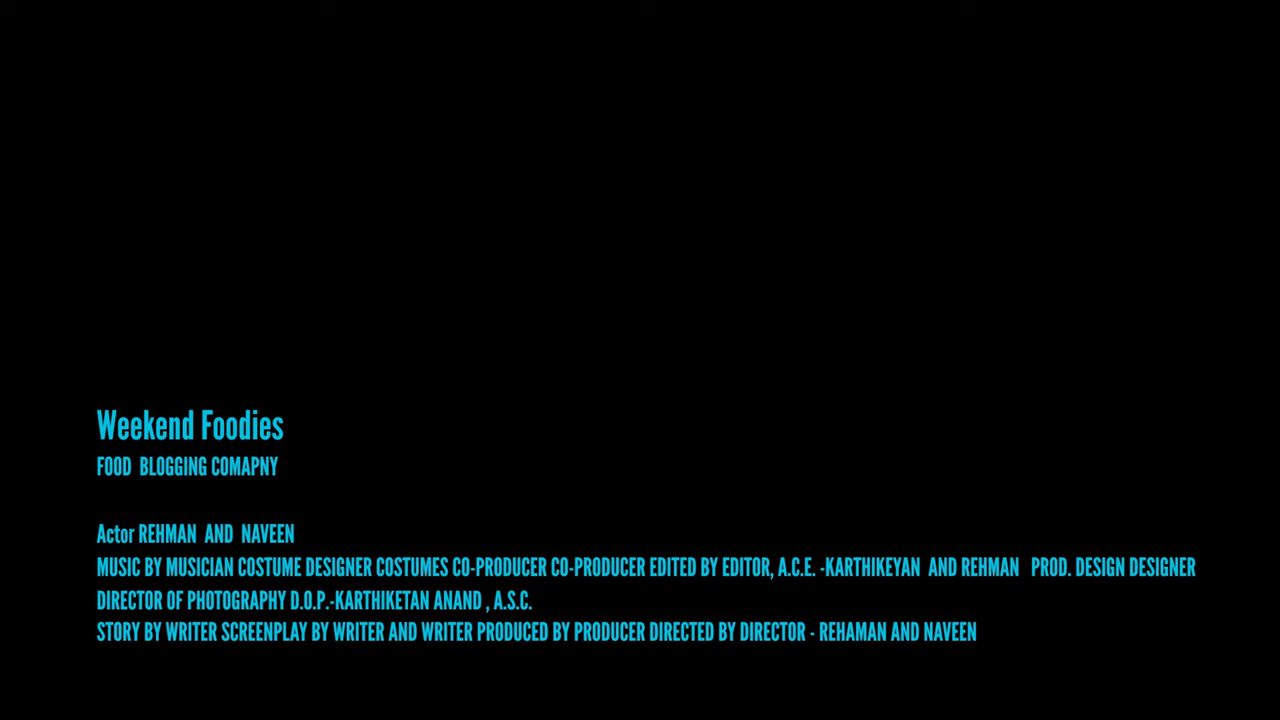 Weekend Foodies
FOOD BLOGGING COMAPNY
Actor REHMAN AND NAVEEN
MUSIC BY MUSICIAN COSTUME DESIGNER COSTUMES CO-PRODUCER CO-PRODUCER EDITED BY EDITOR, A.C.E. -KARTHIKEYAN AND REHMAN PROD. DESIGN DESIGNER
DIRECTOR OF PHOTOGRAPHY D.O.P.-KARTHIKETAN ANAND , A.S.C.
STORY BY WRITER SCREENPLAY BY WRITER AND WRITER PRODUCED BY PRODUCER DIRECTED BY DIRECTOR - REHAMAN AND NAVEEN